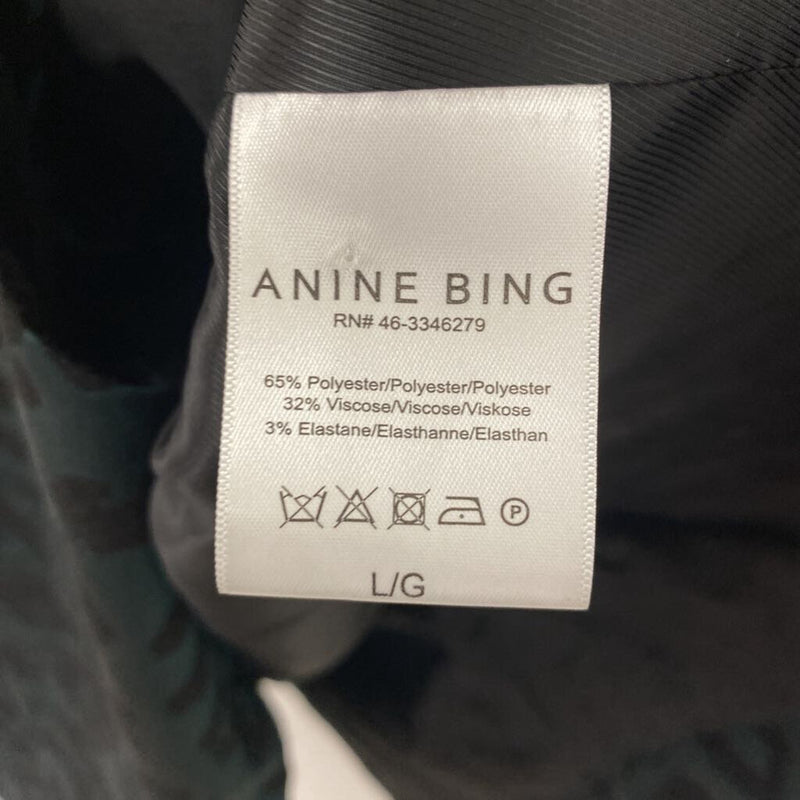 ANINE BING
RN# 46-3346279
65% Polyester/Polyester/Polyester
32% Viscose/Viscose/Viskose
3% Elastane/Elasthanne/Elasthan
P
L/G